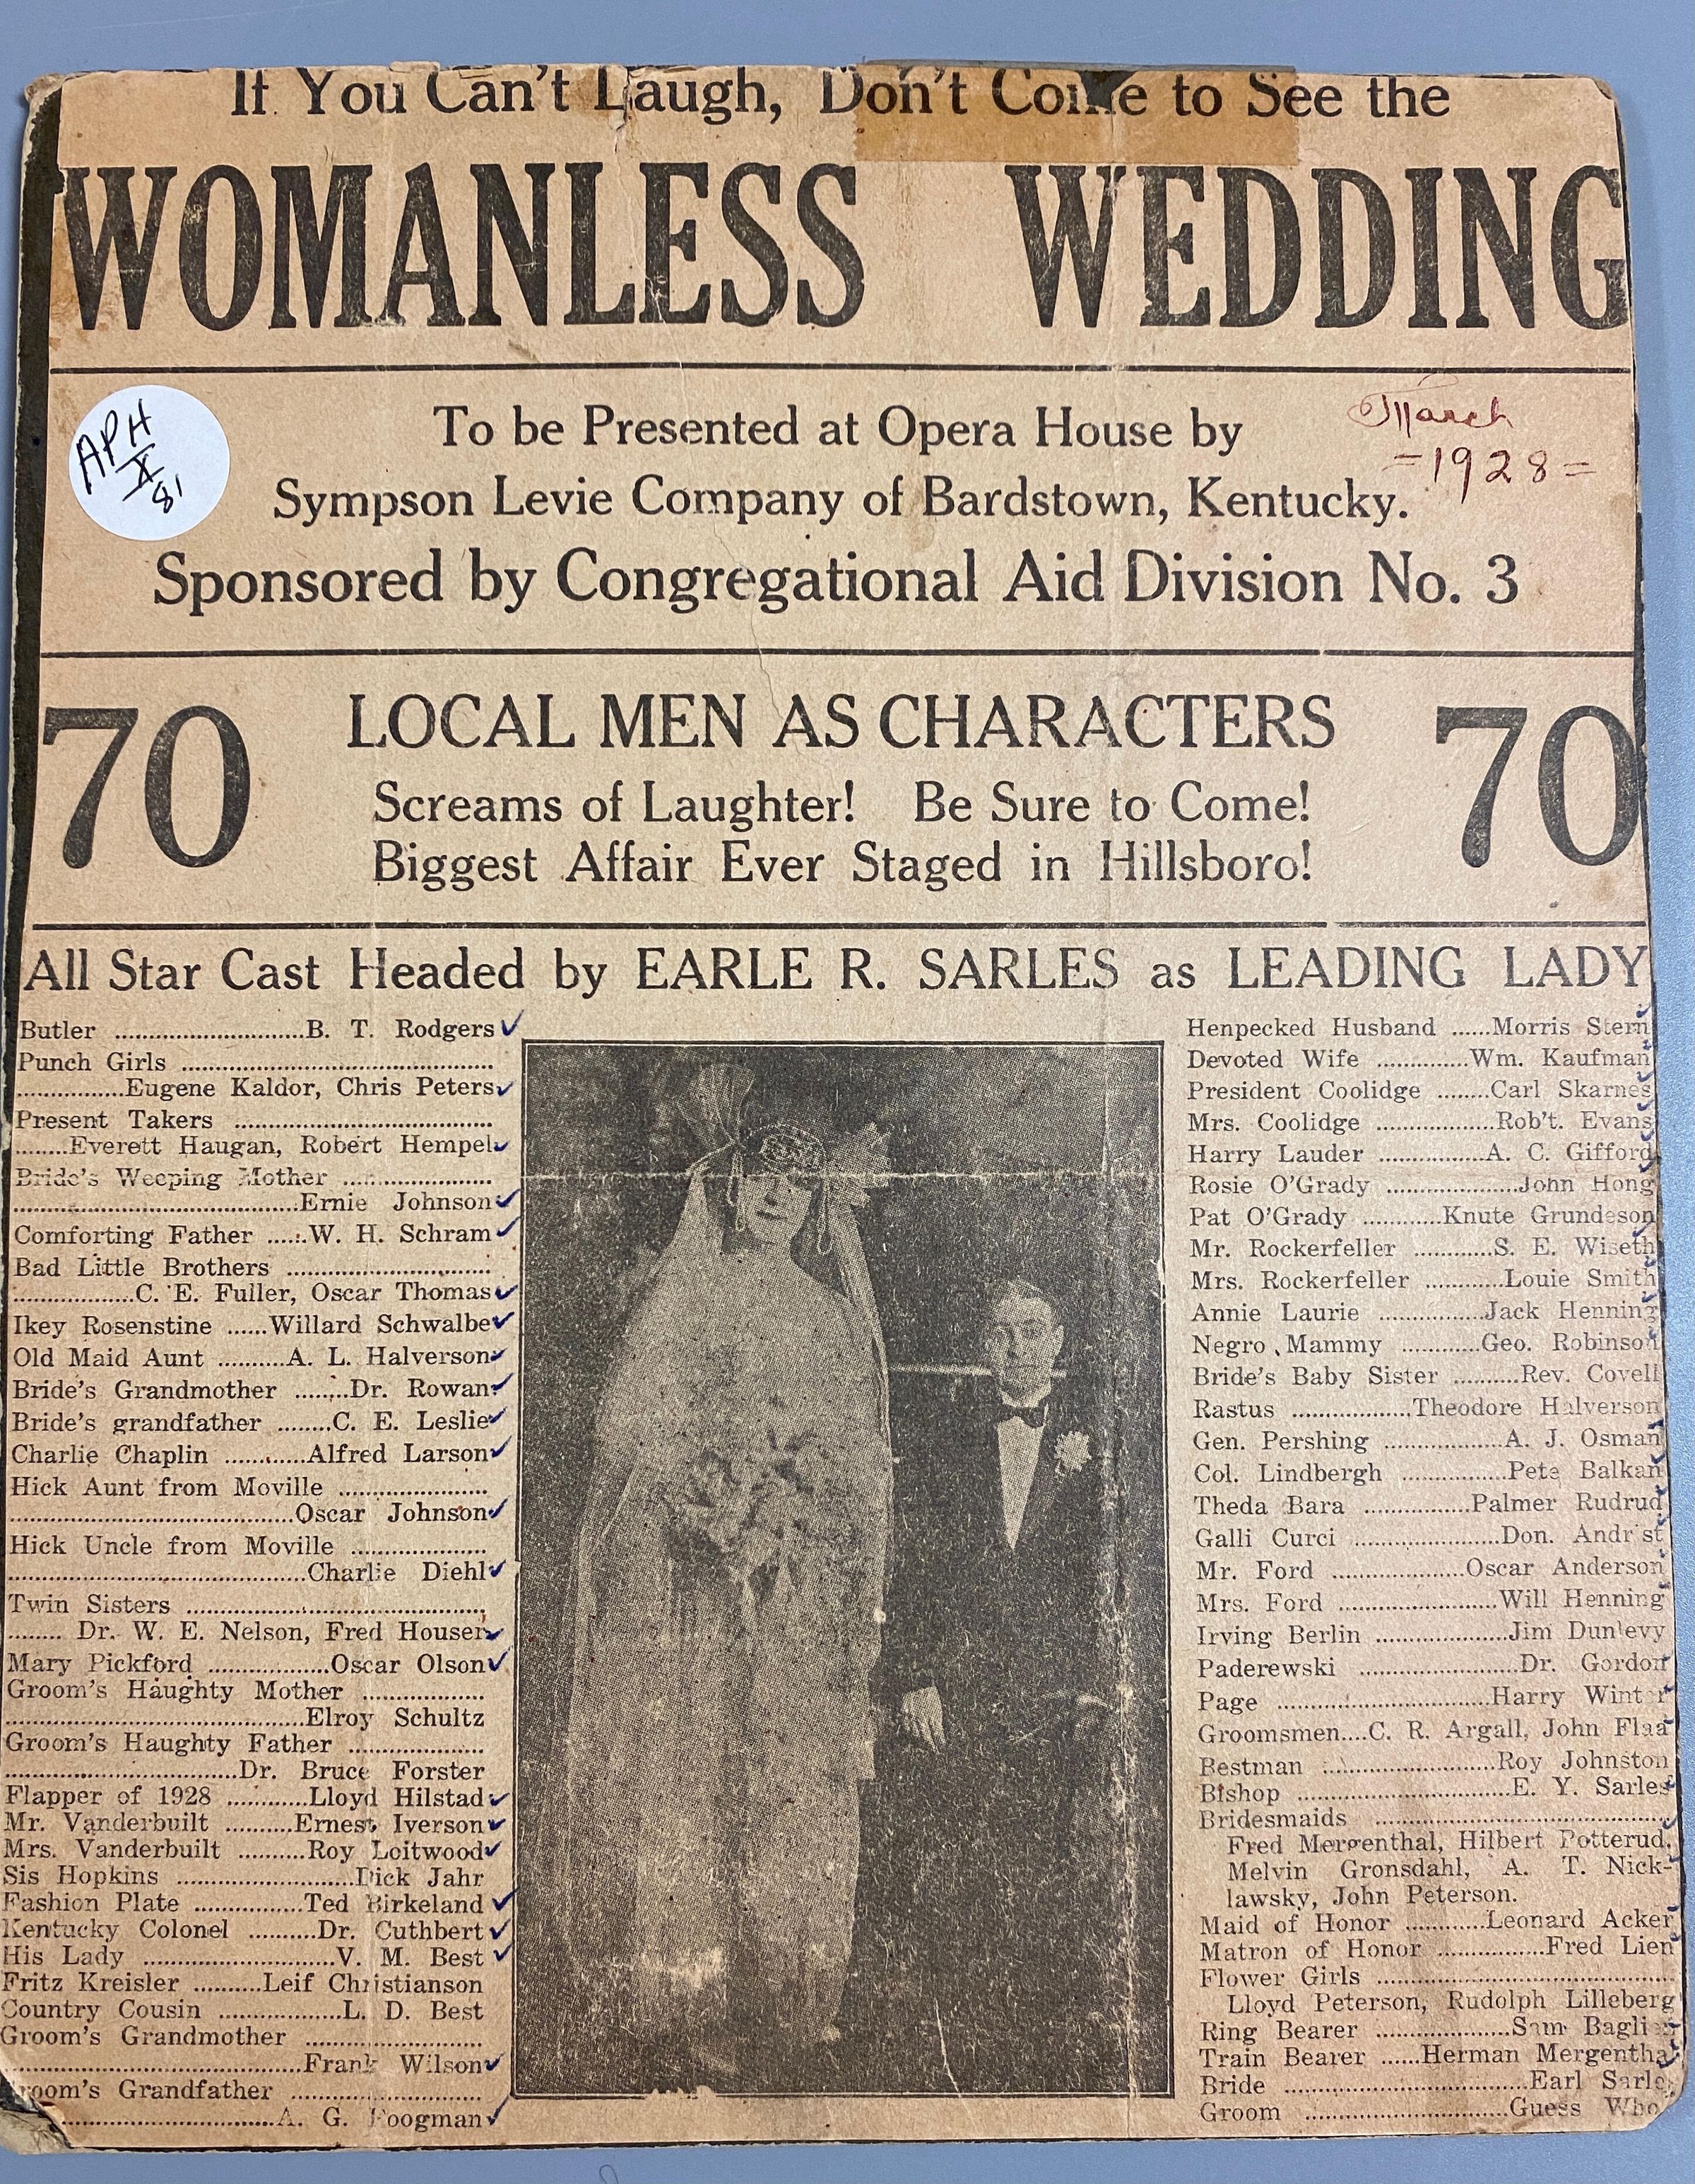 If You Can't Laugh, Don't Come to See the
WOMANLESS WEDDING
To be Presented at Opera House by
Sympson Levie Company of Bardstown, Kentucky.
Sponsored by Congregational Aid Division No. 3
March
=1928=
APH
X
81
70 LOCAL MEN AS CHARACTERS 70
Screams of Laughter! Be Sure to Come!
Biggest Affair Ever Staged in Hillsboro!
All Star Cast Headed by EARLE R. SARLES as LEADING LADY
Butler ............................B. T. Rodgers
Punch Girls ..............................................
................Eugene Kaldor, Chris Peters
Present Takers ......................................
........Everett Haugan, Robert Hempel
Bride's Weeping Mother ......................
..........................................Ernie Johnson
Comforting Father ......W. H. Schram
Bad Little Brothers ..............................
..................C. E. Fuller, Oscar Thomas
Ikey Rosenstine ......Willard Schwalbe
Old Maid Aunt ..........A. L. Halverson
Bride's Grandmother ........Dr. Rowan
Bride's grandfather ........C. E. Leslie
Charlie Chaplin ............Alfred Larson
Hick Aunt from Moville ......................
..........................................Oscar Johnson
Hick Uncle from Moville ....................
............................................Charlie Diehl
Twin Sisters ............................................
........ Dr. W. E. Nelson, Fred Houser
Mary Pickford ..................Oscar Olson
Groom's Haughty Mother ..................
............................................Elroy Schultz
Groom's Haughty Father ....................
..................................Dr. Bruce Forster
Flapper of 1928 ............Lloyd Hilstad
Mr. Vanderbuilt ..........Ernest Iverson
Mrs. Vanderbuilt ..........Roy Loitwood
Sis Hopkins ..........................Dick Jahr
Fashion Plate ................Ted Birkeland
Kentucky Colonel ..........Dr. Cuthbert
His Lady ............................V. M. Best
Fritz Kreisler ..........Leif Christianson
Country Cousin ..................L. D. Best
Groom's Grandmother ..........................
..........................................Frank Wilson
Groom's Grandfather ............................
................................A. G. Foogman
Henpecked Husband ......Morris Stern
Devoted Wife .............Wm. Kaufman
President Coolidge ........Carl Skarnes
Mrs. Coolidge ..................Rob't. Evans
Harry Lauder ................A. C. Gifford
Rosie O'Grady ....................John Hong
Pat O'Grady ............Knute Grundeson
Mr. Rockerfeller ............S. E. Wiseth
Mrs. Rockerfeller ............Louie Smith
Annie Laurie ................Jack Henning
Negro Mammy ............Geo. Robinson
Bride's Baby Sister ..........Rev. Covell
Rastus ..................Theodore Halverson
Gen. Pershing ..................A. J. Osman
Col. Lindbergh ................Pete Balkan
Theda Bara ................Palmer Rudrud
Galli Curci ......................Don. Andrist
Mr. Ford ....................Oscar Anderson
Mrs. Ford ........................Will Henning
Irving Berlin ....................Jim Dunlevy
Paderewski ........................Dr. Gordon
Page ................................Harry Winter
Groomsmen....C. R. Argall, John Flaa
Bestman ..........................Roy Johnston
Bishop ................................E. Y. Sarles
Bridesmaids ..............................................
Fred Mergenthal, Hilbert Potterud,
Melvin Gronsdahl, A. T. Nick-
lawsky, John Peterson.
Maid of Honor ............Leonard Acker
Matron of Honor ................Fred Lien
Flower Girls ..............................................
Lloyd Peterson, Rudolph Lilleberg
Ring Bearer ....................Sam
Train Bearer ......Herman Mergenthal
Bride ......................................Earl Sarles
Groom ................................Guess Who